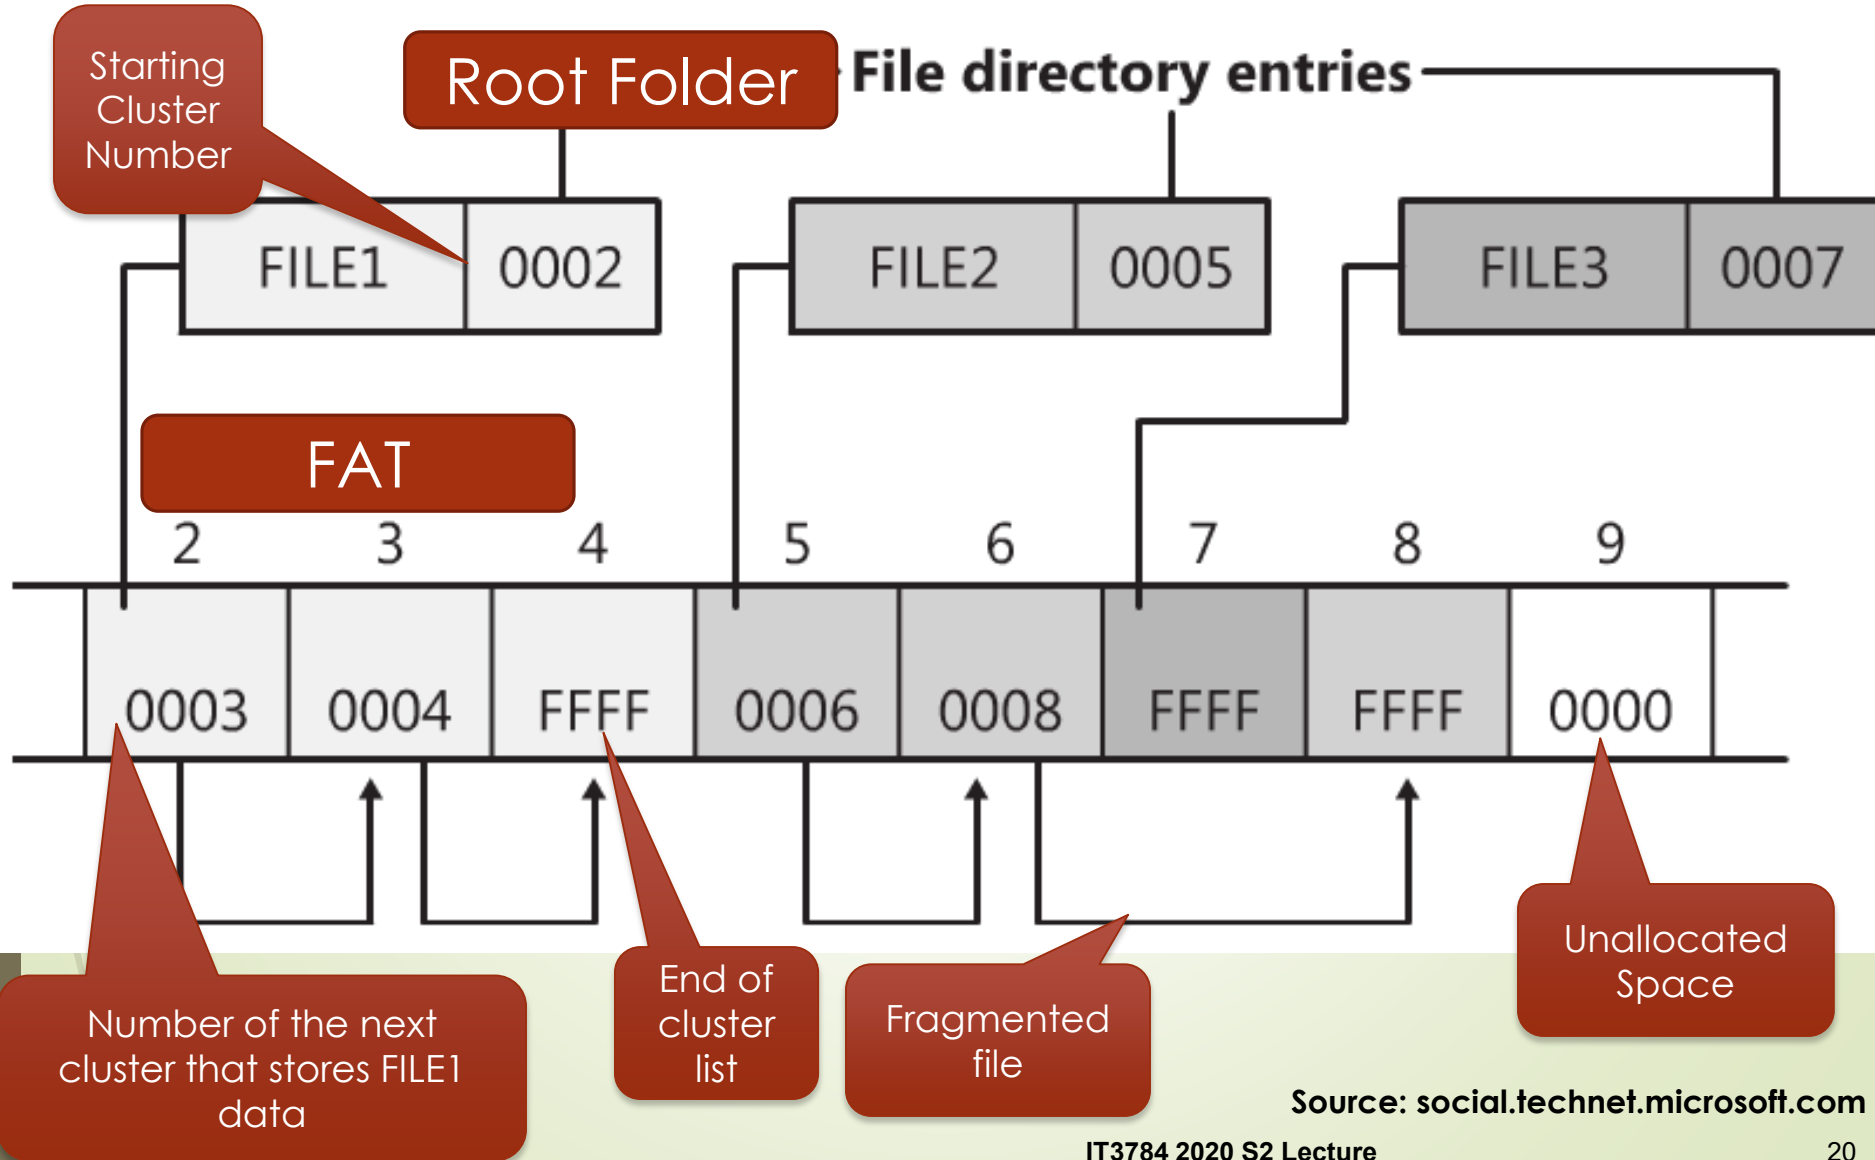 Starting
Cluster
Number
Root Folder
File directory entries
FILE1 0002
FILE2 0005
FILE3 0007
FAT
2 3 4 5 6 7 8 9
0003 0004 FFFF 0006 0008 FFFF FFFF 0000
Number of the next
cluster that stores FILE1
data
End of
cluster
list
Fragmented
file
Unallocated
Space
Source: social.technet.microsoft.com
IT3784 2020 S2 Lecture 20